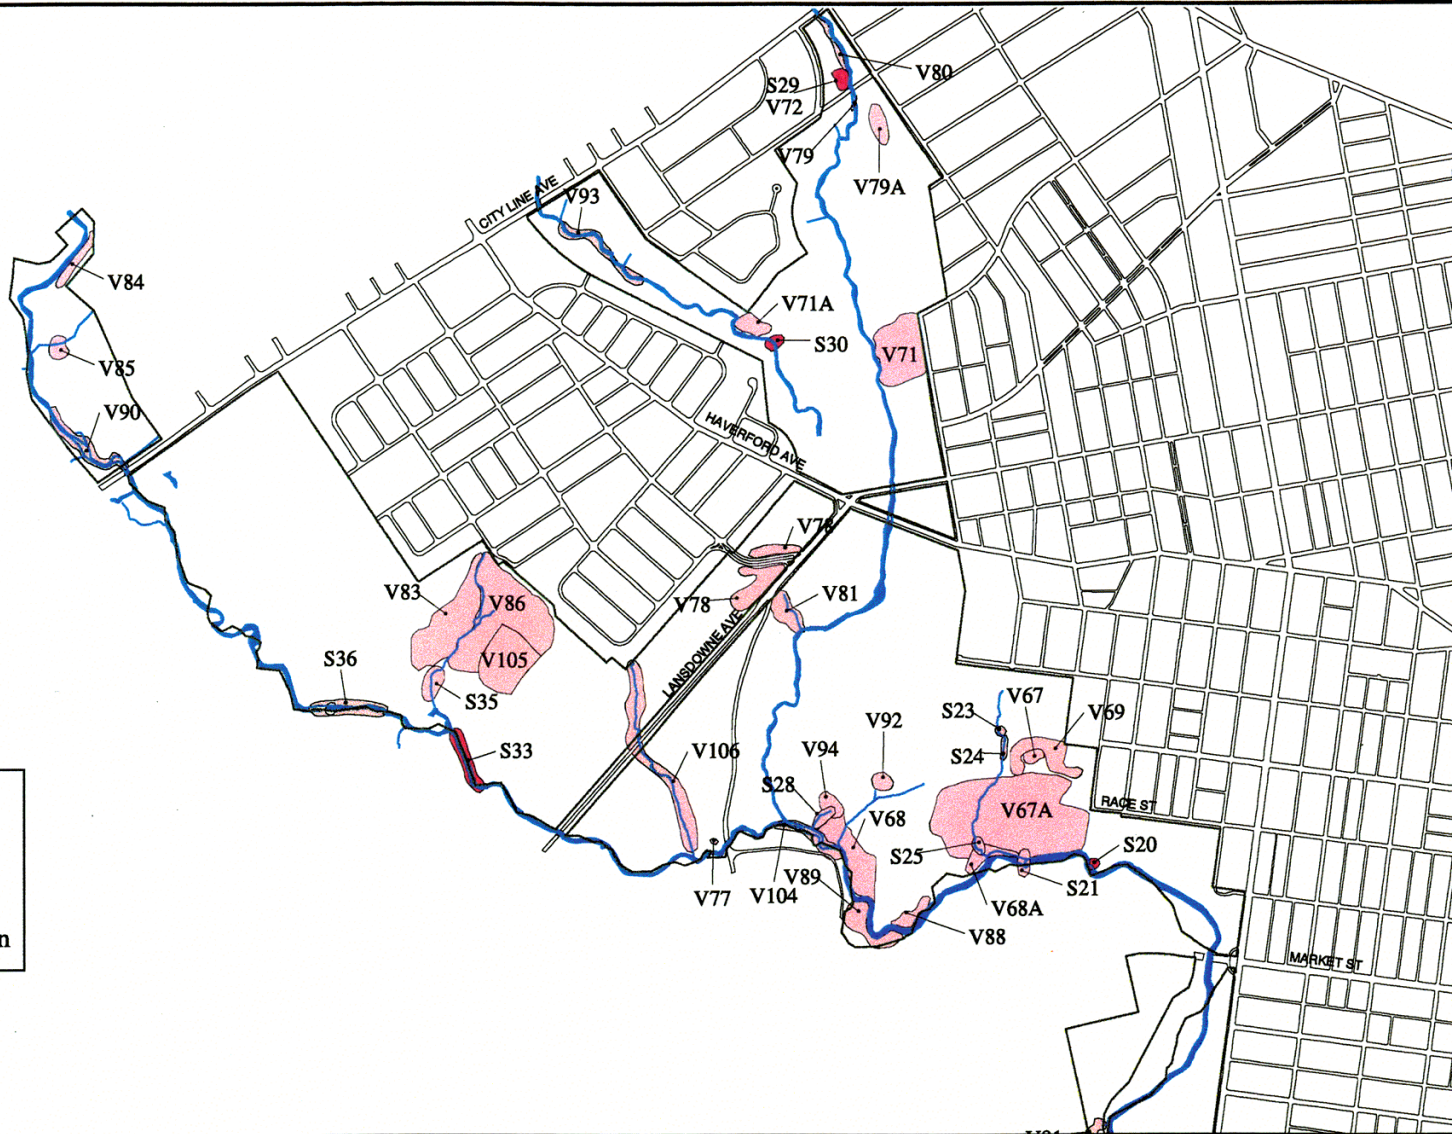 V80
S29
V72
V79
V79A
CITY LINE AVE
V93
V84
V71A
S30
V71
V85
V90
HAVERFORD AVE
V78
V83
V86
V78
V81
LANSDOWNE AVE
V105
S36
S35
S23
V67
V69
V92
S33
V106
V94
S24
S28
RACE ST
V67A
V68
S25
S20
V89
S21
V77
V104
V68A
V88
n
MARKET ST